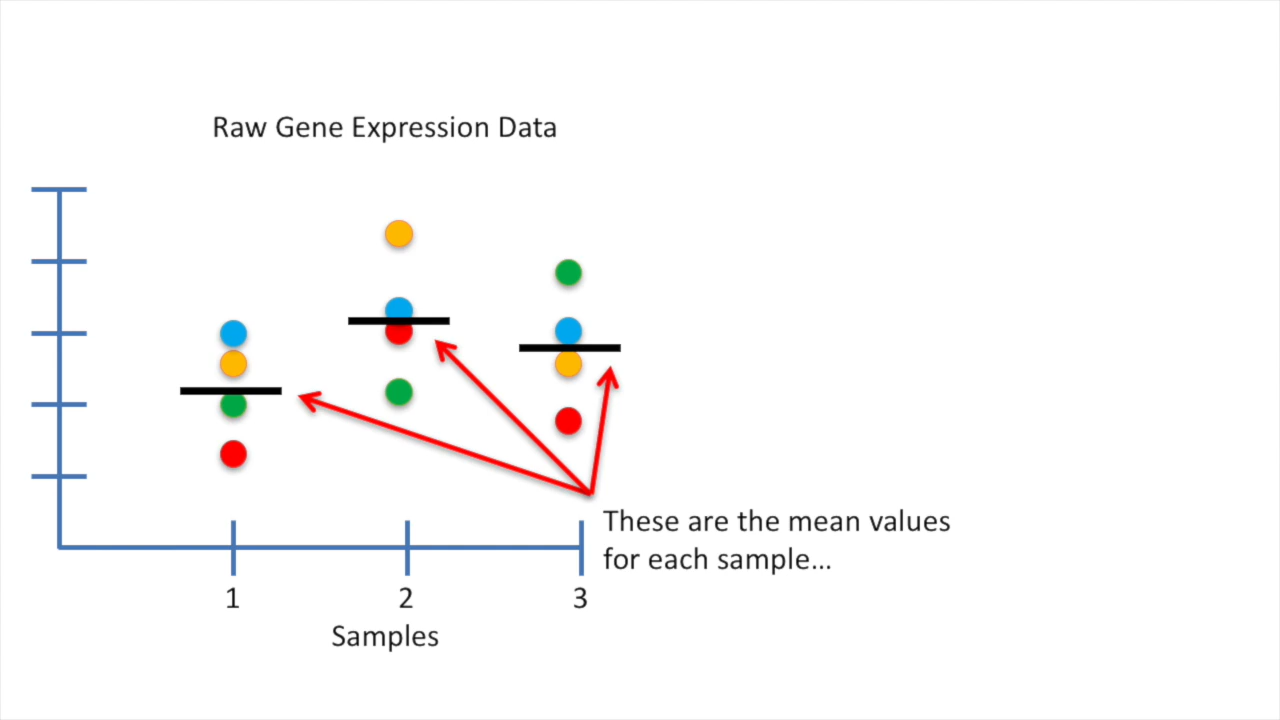 Raw Gene Expression Data
These are the mean values
for each sample...
1
2
3
Samples